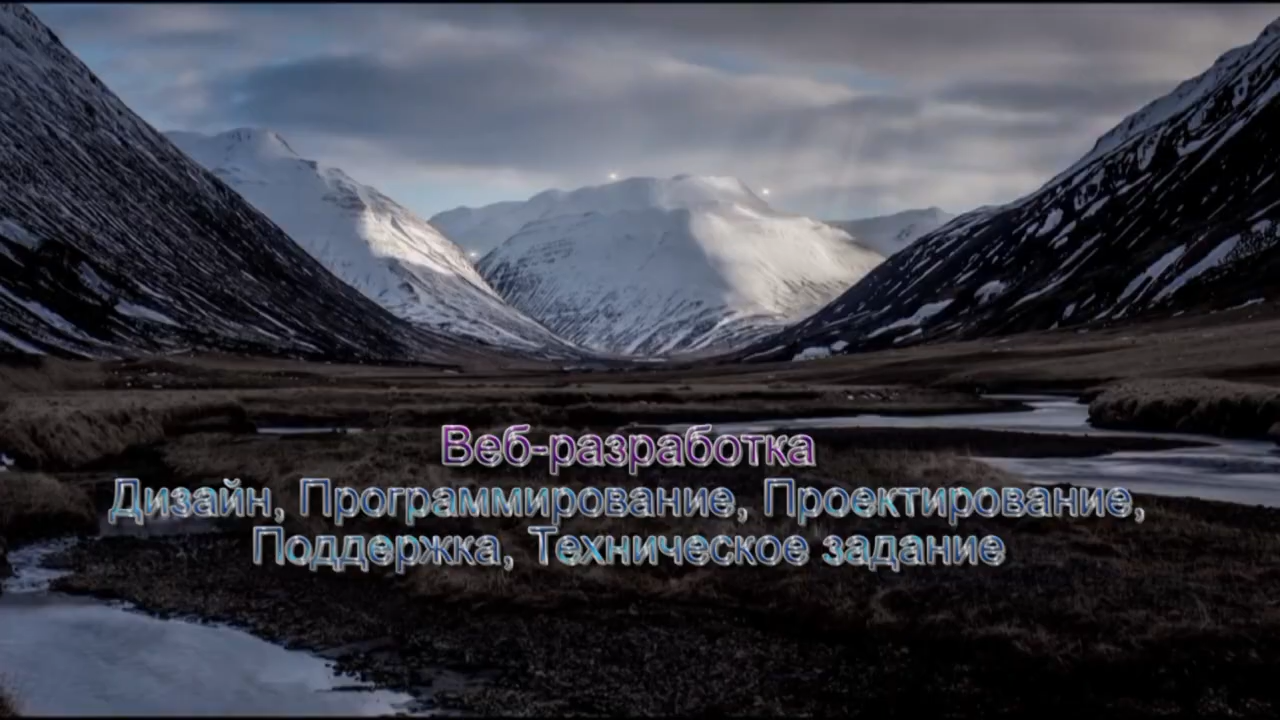 Веб-разработка
Дизайн, Программирование, Проектирование,
Поддержка, Техническое задание